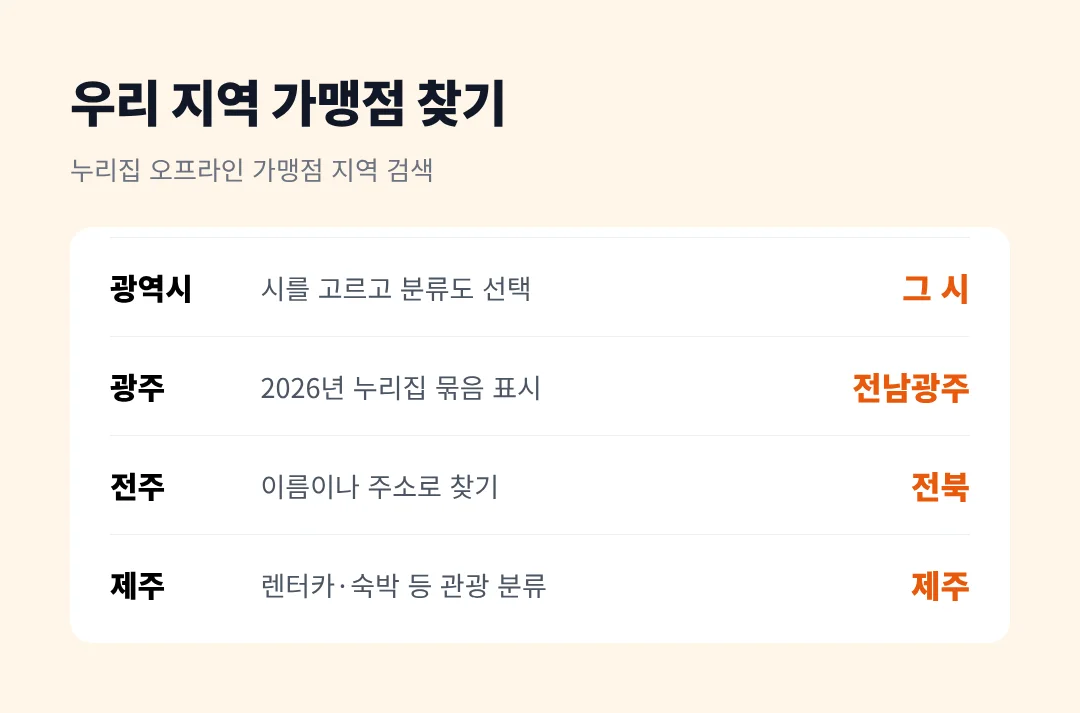 우리 지역 가맹점 찾기
누리집 오프라인 가맹점 지역 검색
광역시 시를 고르고 분류도 선택 그 시
광주 2026년 누리집 묶음 표시 전남광주
전주 이름이나 주소로 찾기 전북
제주 렌터카·숙박 등 관광 분류 제주